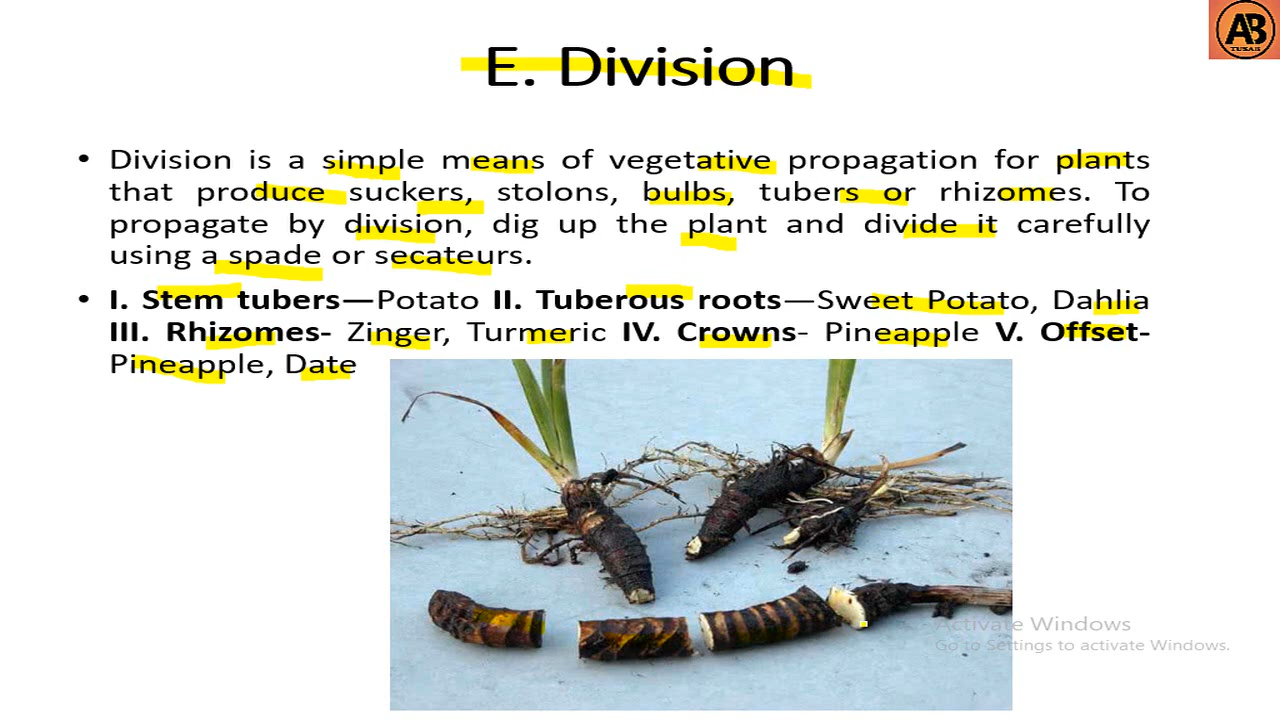 AB
TUKAR
E. Division
• Division is a simple means of vegetative propagation for plants
that produce suckers, stolons, bulbs, tubers or rhizomes. To
propagate by division, dig up the plant and divide it carefully
using a spade or secateurs.
• I. Stem tubers—Potato II. Tuberous roots—Sweet Potato, Dahlia
III. Rhizomes- Zinger, Turmeric IV. Crowns- Pineapple V. Offset-
Pineapple, Date
Activate Windows
Go to Settings to activate Windows.